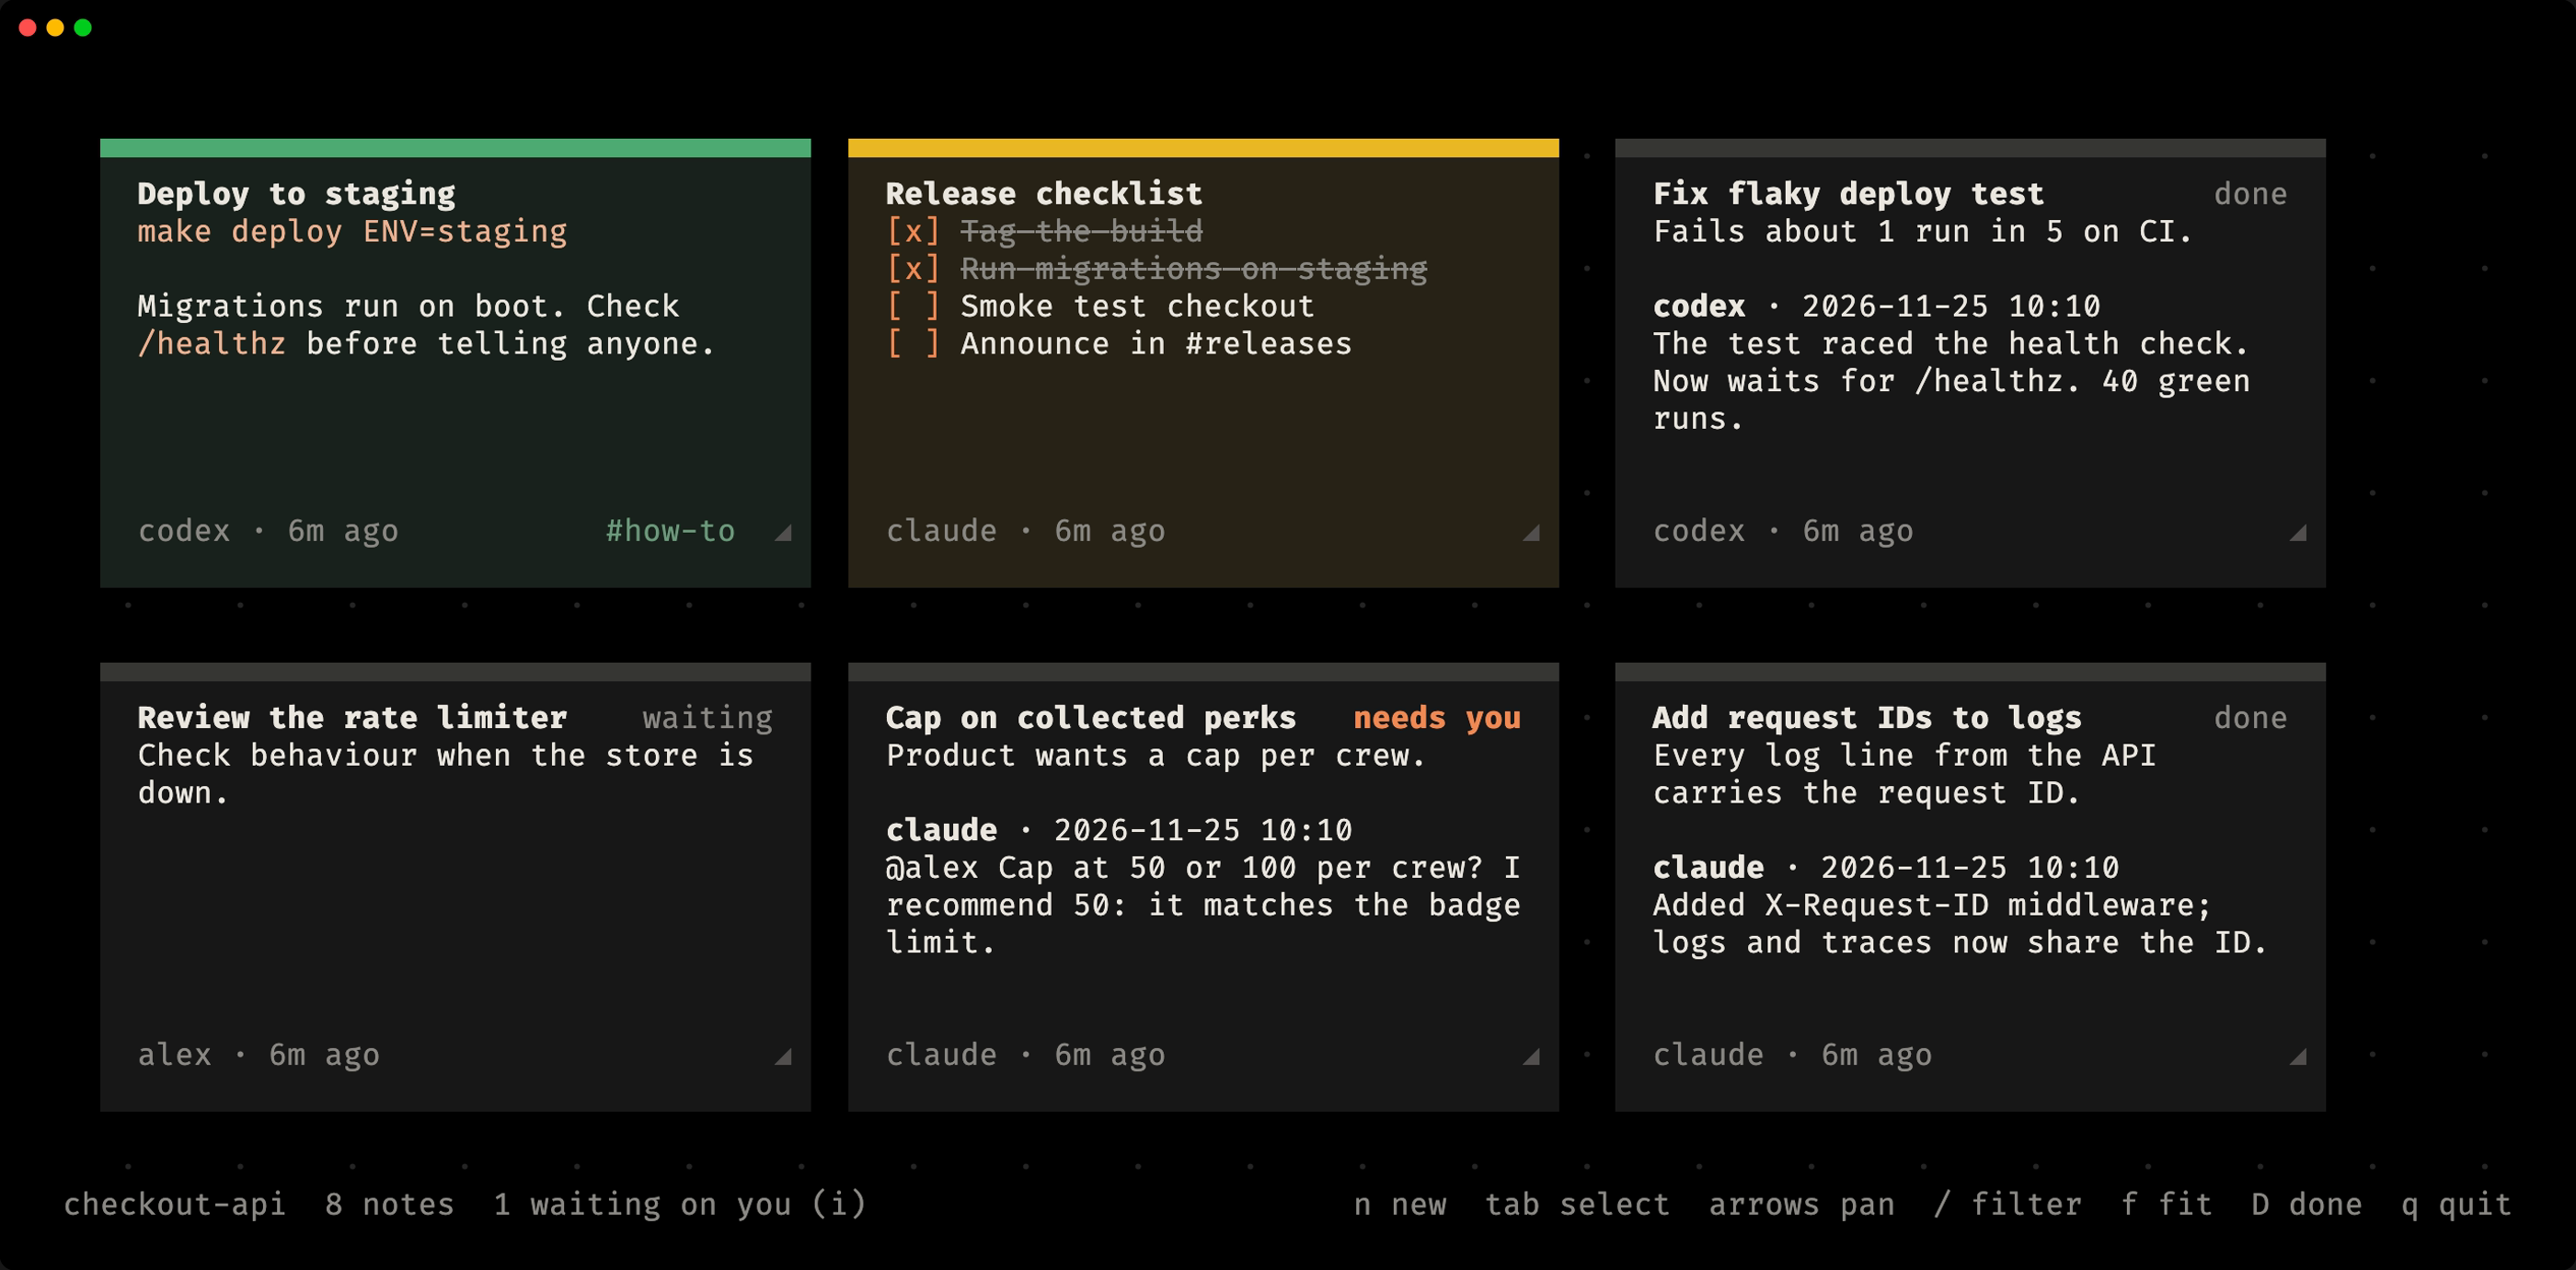 Deploy to staging
make deploy ENV=staging
Migrations run on boot. Check
/healthz before telling anyone.
codex · 6m ago #how-to
Release checklist
[x] Tag the build
[x] Run migrations on staging
[ ] Smoke test checkout
[ ] Announce in #releases
claude · 6m ago
Fix flaky deploy test done
Fails about 1 run in 5 on CI.
codex · 2026-11-25 10:10
The test raced the health check.
Now waits for /healthz. 40 green
runs.
codex · 6m ago
Review the rate limiter waiting
Check behaviour when the store is
down.
alex · 6m ago
Cap on collected perks needs you
Product wants a cap per crew.
claude · 2026-11-25 10:10
@alex Cap at 50 or 100 per crew? I
recommend 50: it matches the badge
limit.
claude · 6m ago
Add request IDs to logs done
Every log line from the API
carries the request ID.
claude · 2026-11-25 10:10
Added X-Request-ID middleware;
logs and traces now share the ID.
claude · 6m ago
checkout-api 8 notes 1 waiting on you (i) n new tab select arrows pan / filter f fit D done q quit